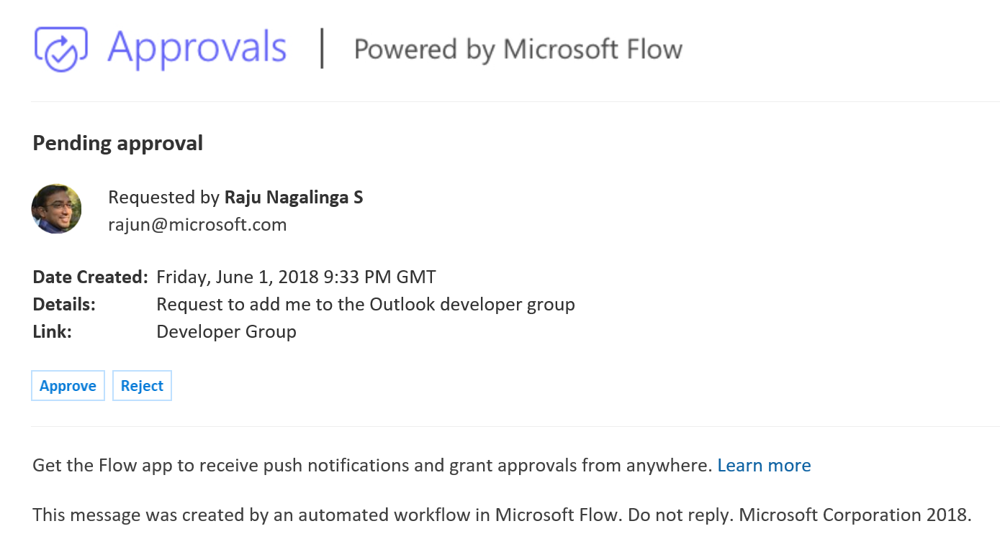 Approvals | Powered by Microsoft Flow
Pending approval
Requested by Raju Nagalinga S
rajun@microsoft.com
Date Created: Friday, June 1, 2018 9:33 PM GMT
Details: Request to add me to the Outlook developer group
Link: Developer Group
Approve Reject
Get the Flow app to receive push notifications and grant approvals from anywhere. Learn more
This message was created by an automated workflow in Microsoft Flow. Do not reply. Microsoft Corporation 2018.